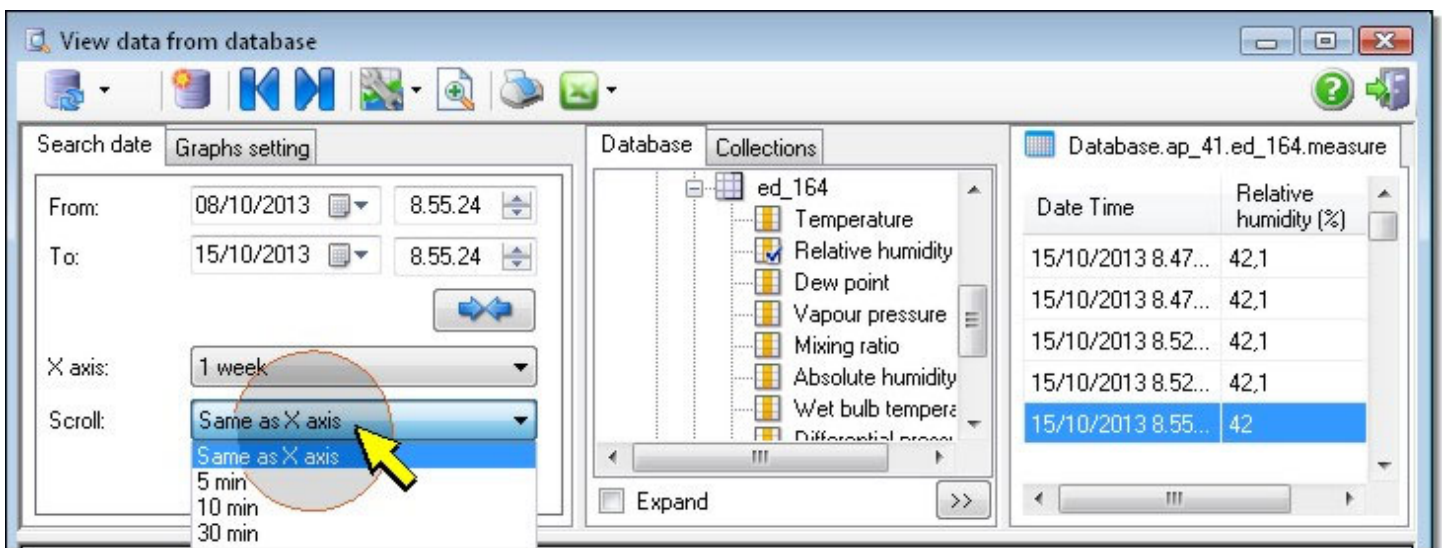 View data from database
Search date
Graphs setting
From:
08/10/2013
8.55.24
To:
15/10/2013
8.55.24
X axis:
1 week
Scroll:
Same as X axis
Same as X axis
5 min
10 min
30 min
Database
Collections
ed_164
Temperature
Relative humidity
Dew point
Vapour pressure
Mixing ratio
Absolute humidity
Wet bulb tempera
Expand
>>
Database.ap_41.ed_164.measure
Date Time
Relative
humidity (%)
15/10/2013 8.47... 42,1
15/10/2013 8.47... 42,1
15/10/2013 8.52... 42,1
15/10/2013 8.52... 42,1
15/10/2013 8.55... 42